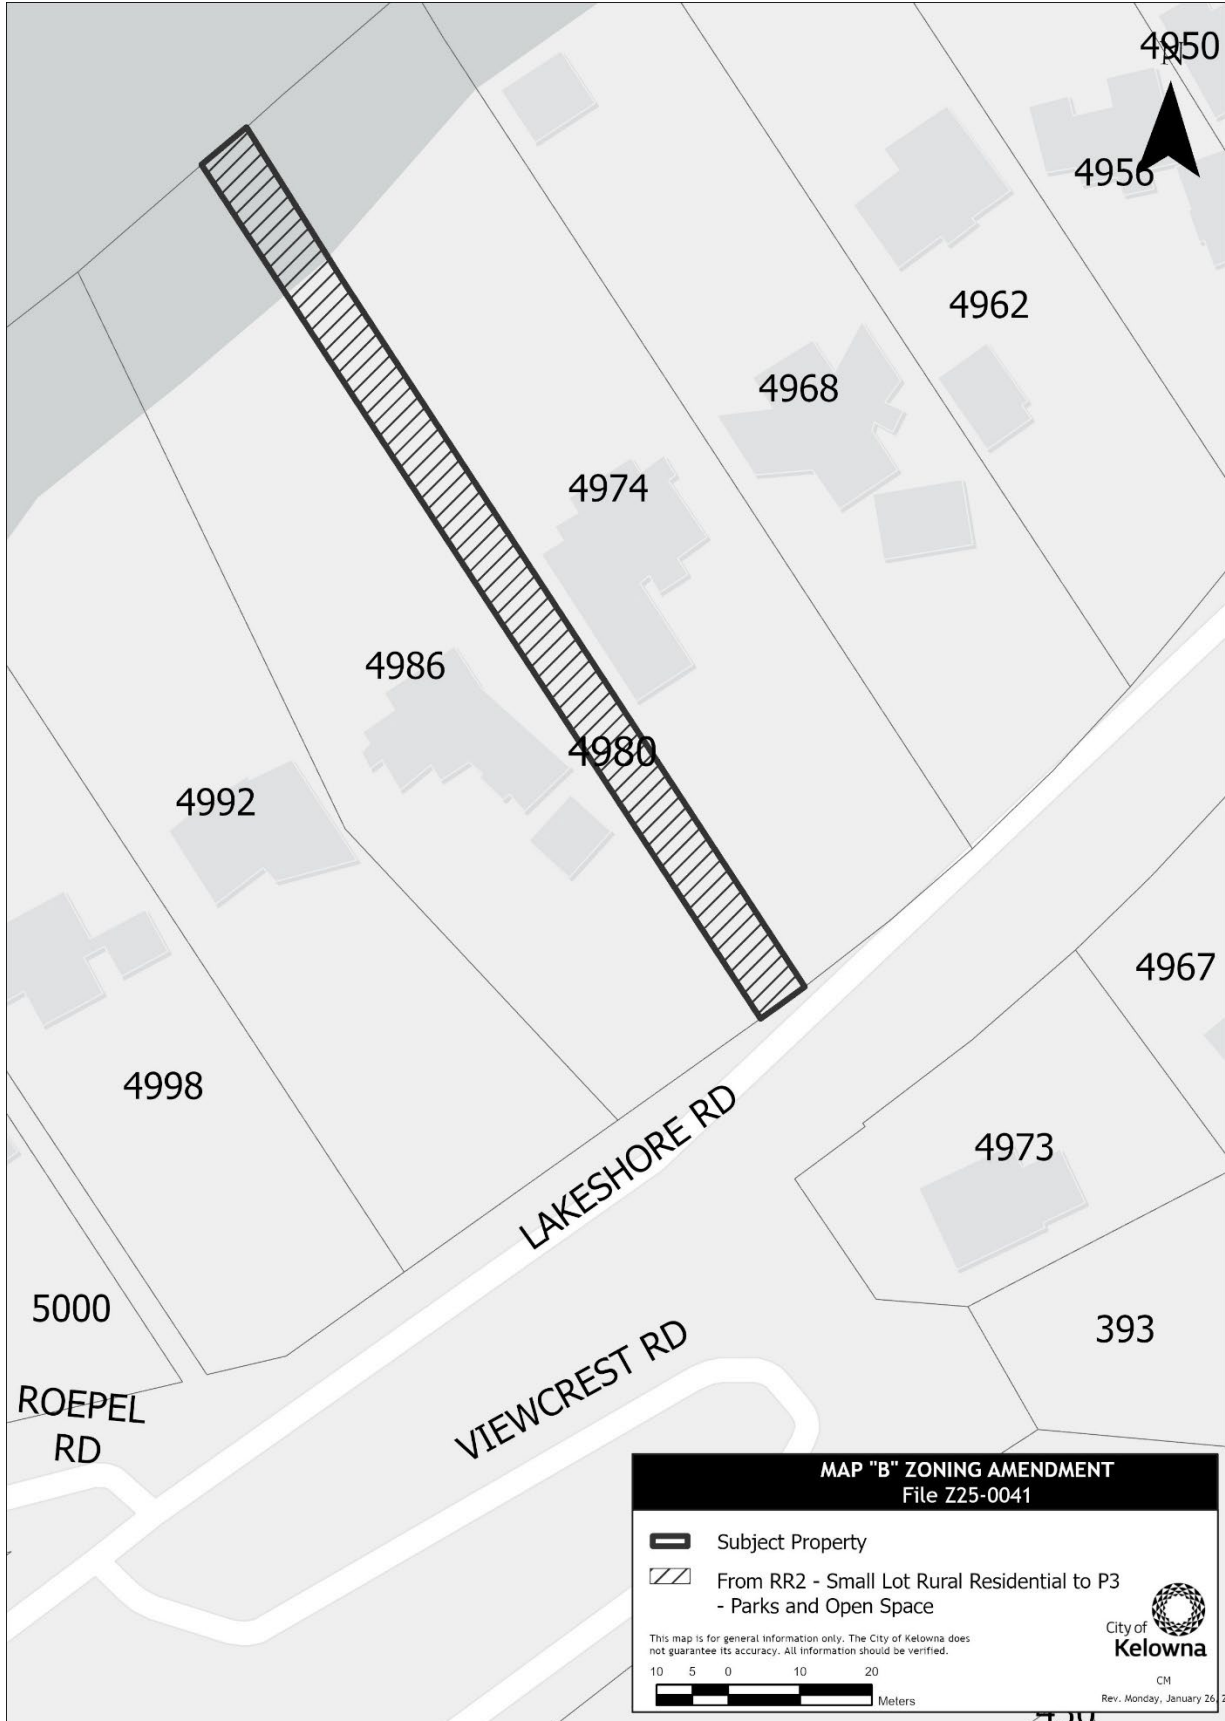 4950
N
4956
4962
4968
4974
4986
4980
4992
4967
4998
LAKESHORE RD
4973
5000
393
VIEWCREST RD
ROEPEL
RD
MAP "B" ZONING AMENDMENT
File Z25-0041
Subject Property
From RR2 - Small Lot Rural Residential to P3
- Parks and Open Space
This map is for general information only. The City of Kelowna does
not guarantee its accuracy. All information should be verified.
City of
Kelowna
10 5 0 10 20
Meters
CM
Rev. Monday, January 26, 2